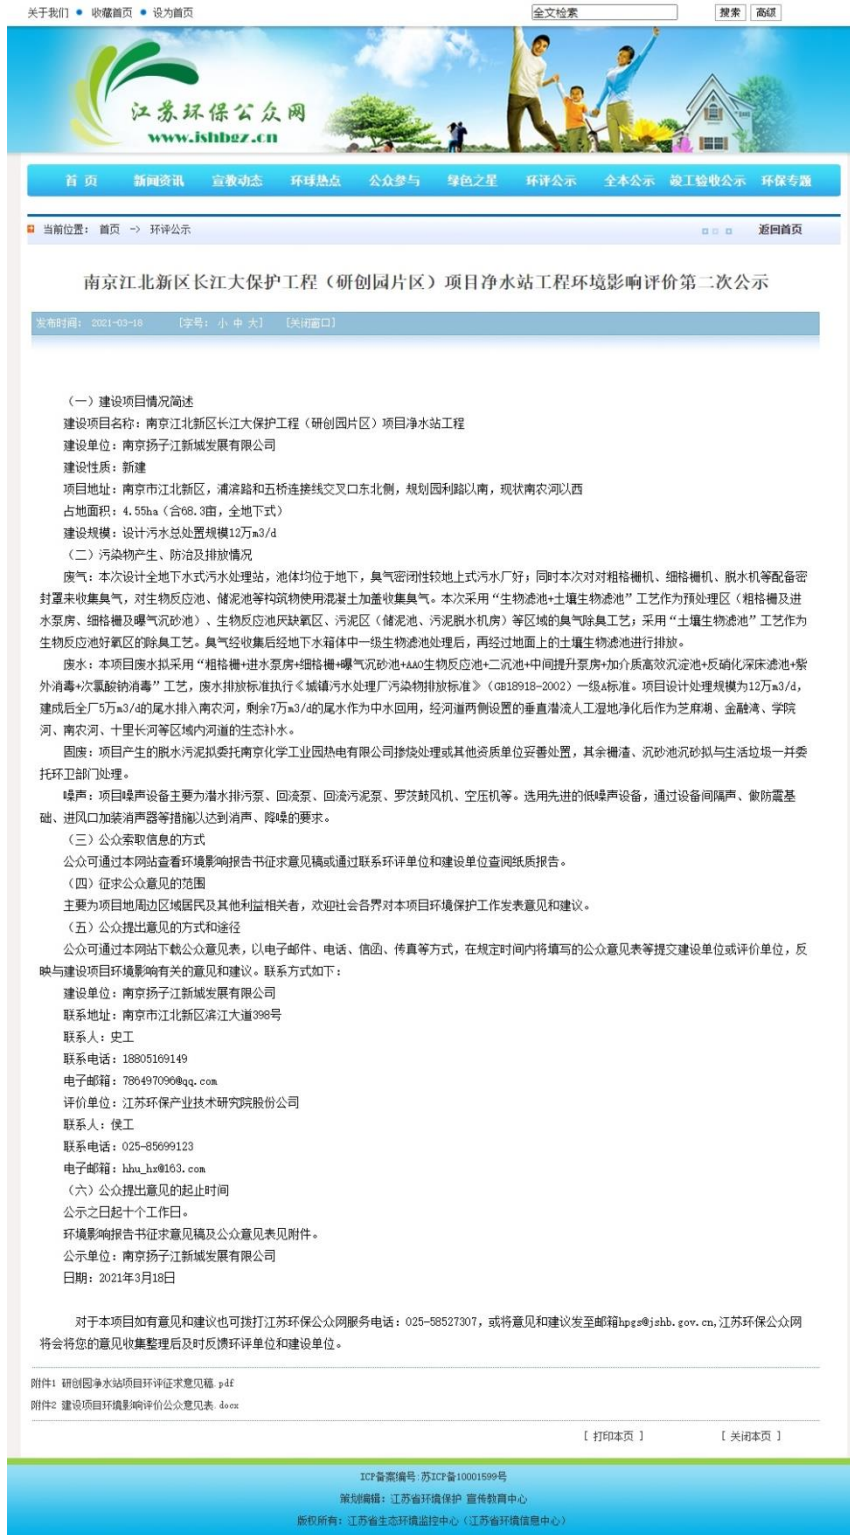 关于我们 • 收藏首页 • 设为首页
全文检索 搜索 高级
江苏环保公众网
www.jshbgz.cn
首 页 新闻资讯 宣教动态 环球热点 公众参与 绿色之星 环评公示 全本公示 竣工验收公示 环保专题
当前位置： 首页 -> 环评公示 返回首页
南京江北新区长江大保护工程（研创园片区）项目净水站工程环境影响评价第二次公示
发布时间： 2021-03-18 [字号： 小 中 大] [关闭窗口]
（一）建设项目情况简述
建设项目名称：南京江北新区长江大保护工程（研创园片区）项目净水站工程
建设单位：南京扬子江新城发展有限公司
建设性质：新建
项目地址：南京市江北新区，浦滨路和五桥连接线交叉口东北侧，规划园利路以南，现状南农河以西
占地面积：4.55ha（合68.3亩，全地下式）
建设规模：设计污水总处置规模12万m3/d
（二）污染物产生、防治及排放情况
废气：本次设计全地下水式污水处理站，池体均位于地下，臭气密闭性较地上式污水厂好；同时本次对对粗格栅机、细格栅机、脱水机等配备密
封罩来收集臭气，对生物反应池、储泥池等构筑物使用混凝土加盖收集臭气。本次采用“生物滤池+土壤生物滤池”工艺作为预处理区（粗格栅及进
水泵房、细格栅及曝气沉砂池）、生物反应池厌缺氧区、污泥区（储泥池、污泥脱水机房）等区域的臭气除臭工艺；采用“土壤生物滤池”工艺作为
生物反应池好氧区的除臭工艺。臭气经收集后经地下水箱体中一级生物滤池处理后，再经过地面上的土壤生物滤池进行排放。
废水：本项目废水拟采用“粗格栅+进水泵房+细格栅+曝气沉砂池+AAO生物反应池+二沉池+中间提升泵房+加介质高效沉淀池+反硝化深床滤池+紫
外消毒+次氯酸钠消毒”工艺，废水排放标准执行《城镇污水处理厂污染物排放标准》（GB18918-2002）一级A标准。项目设计处理规模为12万m3/d，
建成后全厂5万m3/d的尾水排入南农河，剩余7万m3/d的尾水作为中水回用，经河道两侧设置的垂直潜流人工湿地净化后作为芝麻湖、金融湾、学院
河、南农河、十里长河等区域内河道的生态补水。
固废：项目产生的脱水污泥拟委托南京化学工业园热电有限公司掺烧处理或其他资质单位妥善处置，其余栅渣、沉砂池沉砂拟与生活垃圾一并委
托环卫部门处理。
噪声：项目噪声设备主要为潜水排污泵、回流泵、回流污泥泵、罗茨鼓风机、空压机等。选用先进的低噪声设备，通过设备间隔声、做防震基
础、进风口加装消声器等措施以达到消声、降噪的要求。
（三）公众索取信息的方式
公众可通过本网站查看环境影响报告书征求意见稿或通过联系环评单位和建设单位查阅纸质报告。
（四）征求公众意见的范围
主要为项目地周边区域居民及其他利益相关者，欢迎社会各界对本项目环境保护工作发表意见和建议。
（五）公众提出意见的方式和途径
公众可通过本网站下载公众意见表，以电子邮件、电话、信函、传真等方式，在规定时间内将填写的公众意见表等提交建设单位或评价单位，反
映与建设项目环境影响有关的意见和建议。联系方式如下：
建设单位：南京扬子江新城发展有限公司
联系地址：南京市江北新区滨江大道398号
联系人：史工
联系电话：18805169149
电子邮箱：786497096@qq.com
评价单位：江苏环保产业技术研究院股份公司
联系人：侯工
联系电话：025-85699123
电子邮箱：hhu_hx@163.com
（六）公众提出意见的起止时间
公示之日起十个工作日。
环境影响报告书征求意见稿及公众意见表见附件。
公示单位：南京扬子江新城发展有限公司
日期：2021年3月18日
对于本项目如有意见和建议也可拨打江苏环保公众网服务电话：025-58527307，或将意见和建议发至邮箱hpgs@jshb.gov.cn,江苏环保公众网
将会将您的意见收集整理后及时反馈环评单位和建设单位。
附件1 研创园净水站项目环评征求意见稿.pdf
附件2 建设项目环境影响评价公众意见表.docx
[ 打印本页 ] [ 关闭本页 ]
ICP备案编号:苏ICP备10001599号
策划编辑：江苏省环境保护 宣传教育中心
版权所有：江苏省生态环境监控中心（江苏省环境信息中心）